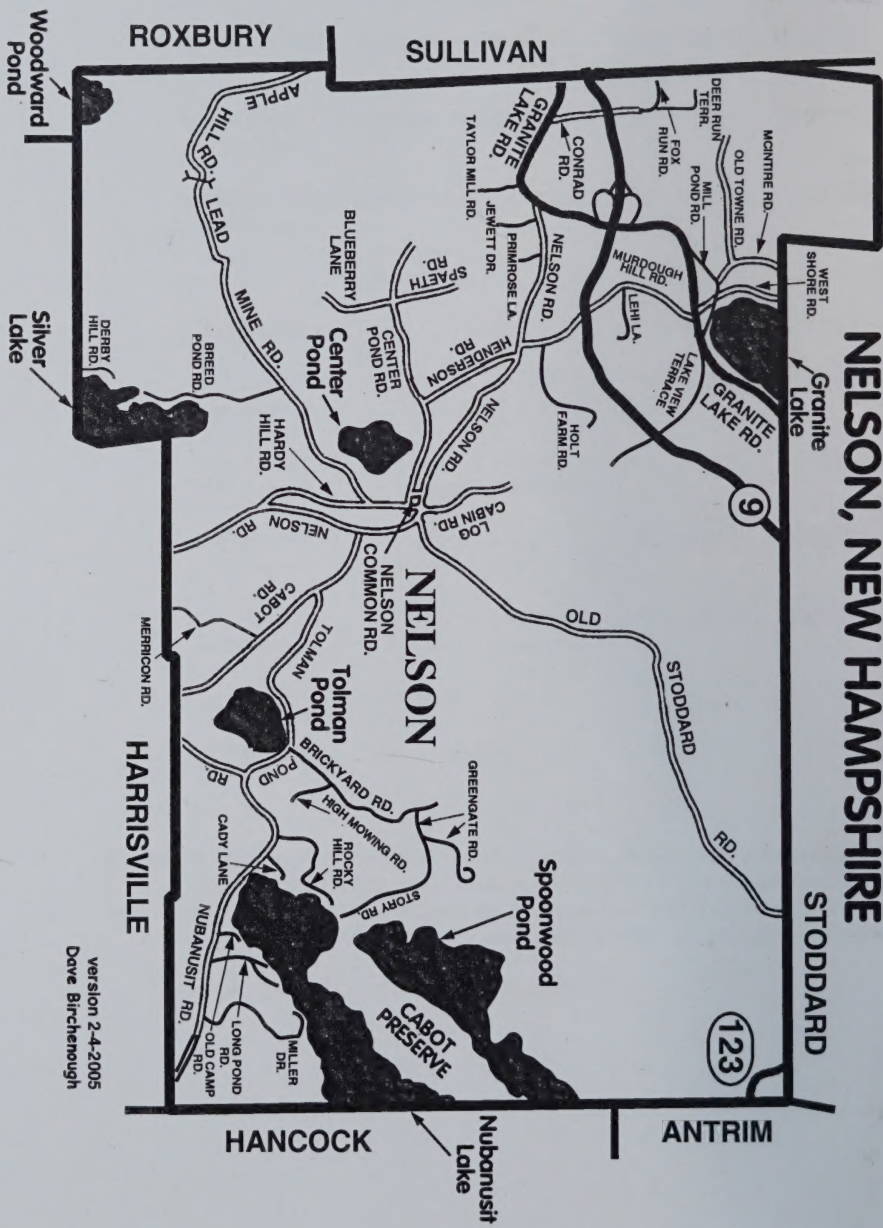 NELSON, NEW HAMPSHIRE
ROXBURY
SULLIVAN
STODDARD
ANTRIM
HANCOCK
HARRISVILLE
Woodward
Pond
Silver
Lake
Granite
Lake
Center
Pond
Tolman
Pond
Spoonwood
Pond
Nubanusit
Lake
CABOT
PRESERVE
NELSON
9
123
MCINTIRE RD.
OLD TOWNE RD.
DEER RUN
TERR.
MILL
POND RD.
FOX
RUN RD.
WEST
SHORE RD.
CONRAD
RD.
GRANITE
LAKE RD.
TAYLOR MILL RD.
JEWETT DR.
PRIMROSE LA.
NELSON RD.
MURDOUGH
HILL RD.
LEHI LA.
LAKE VIEW
TERRACE
GRANITE
LAKE RD.
HOLT
FARM RD.
HENDERSON
RD.
NELSON RD.
SPAETH
RD.
BLUEBERRY
LANE
CENTER
POND RD.
APPLE
HILL RD.
LEAD
MINE RD.
BREED
POND RD.
DERBY
HILL RD.
HARDY
HILL RD.
NELSON
RD.
LOG
CABIN RD.
NELSON
COMMON RD.
OLD
STODDARD
RD.
CABOT
RD.
MERRICON RD.
TOLMAN
POND
RD.
BRICKYARD RD.
HIGH MOWING RD.
GREENGATE RD.
STORY RD.
ROCKY
HILL RD.
CADY LANE
NUBANUSIT RD.
MILLER
DR.
LONG POND
RD.
OLD CAMP
RD.
version 2-4-2005
Dave Birchenough